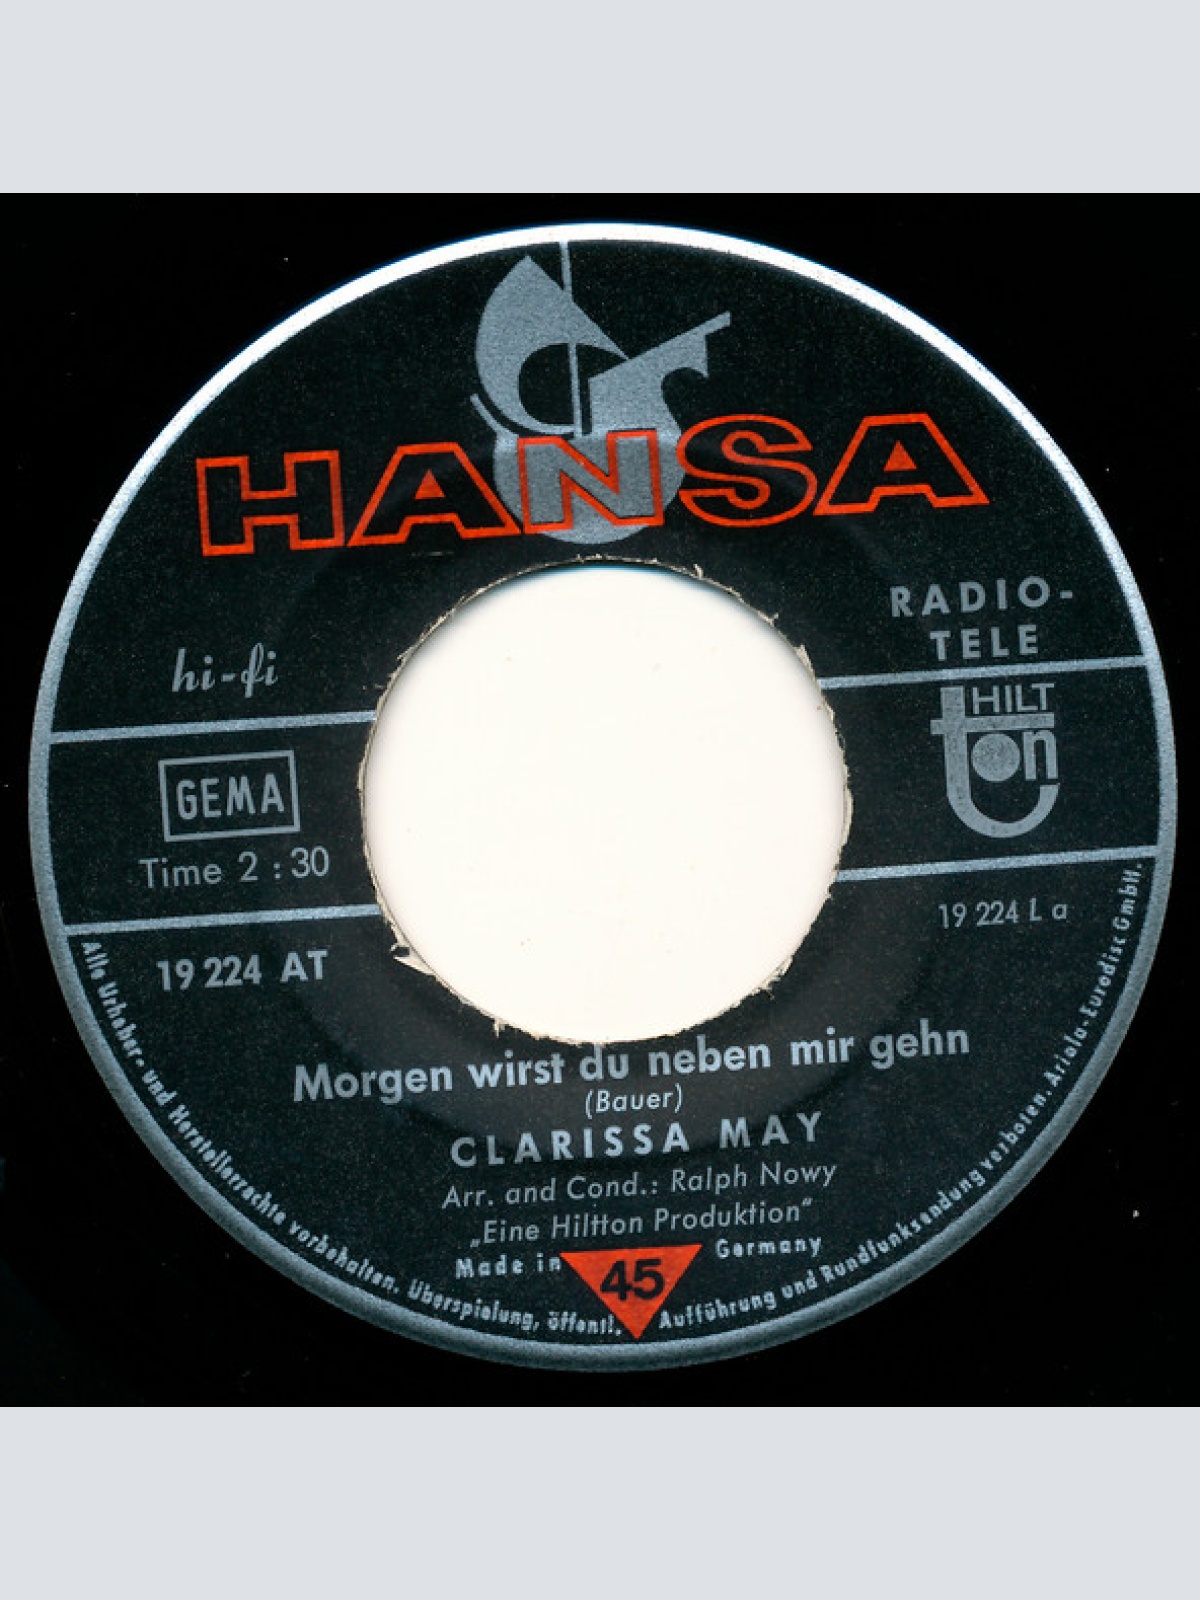 HANSA
RADIO-
TELE
hi-fi
HILT
ton
GEMA
Time 2 : 30
19 224 L a
19 224 AT
Morgen wirst du neben mir gehn
(Bauer)
CLARISSA MAY
Arr. and Cond.: Ralph Nowy
„Eine Hiltton Produktion“
Made in Germany
45
Alle Urheber- und Herstellerrechte vorbehalten. Überspielung, öffentl. Aufführung und Rundfunksendung verboten. Ariola-Eurodisc GmbH.